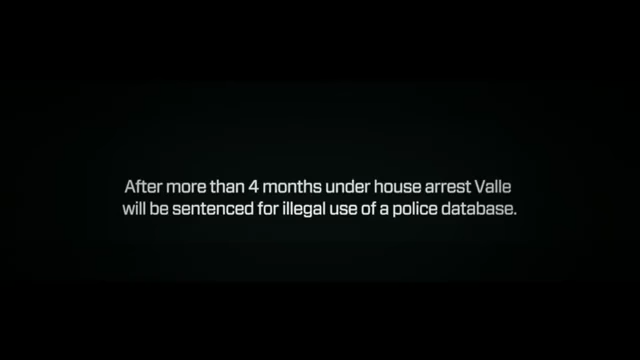 After more than 4 months under house arrest Valle
will be sentenced for illegal use of a police database.